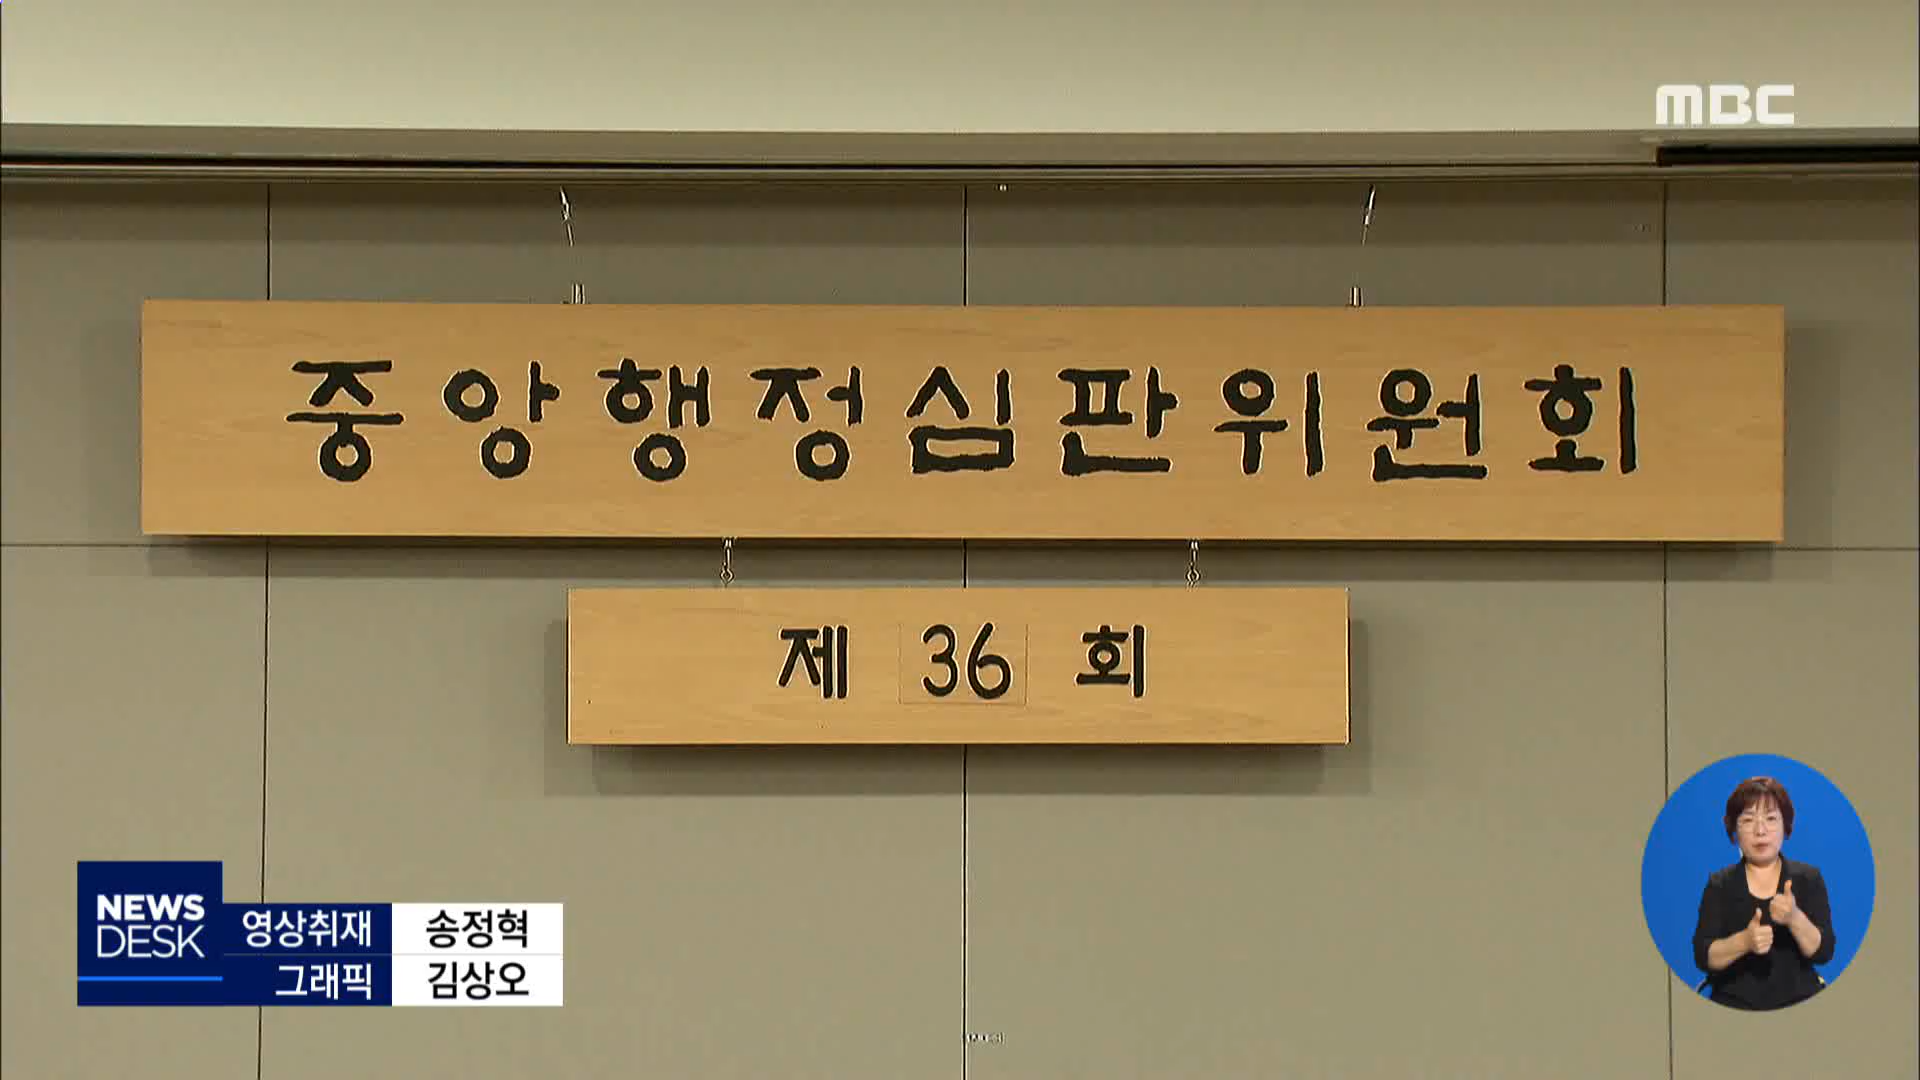 MBC
중앙행정심판위원회
제 36 회
NEWS
DESK
영상취재 송정혁
그래픽 김상오